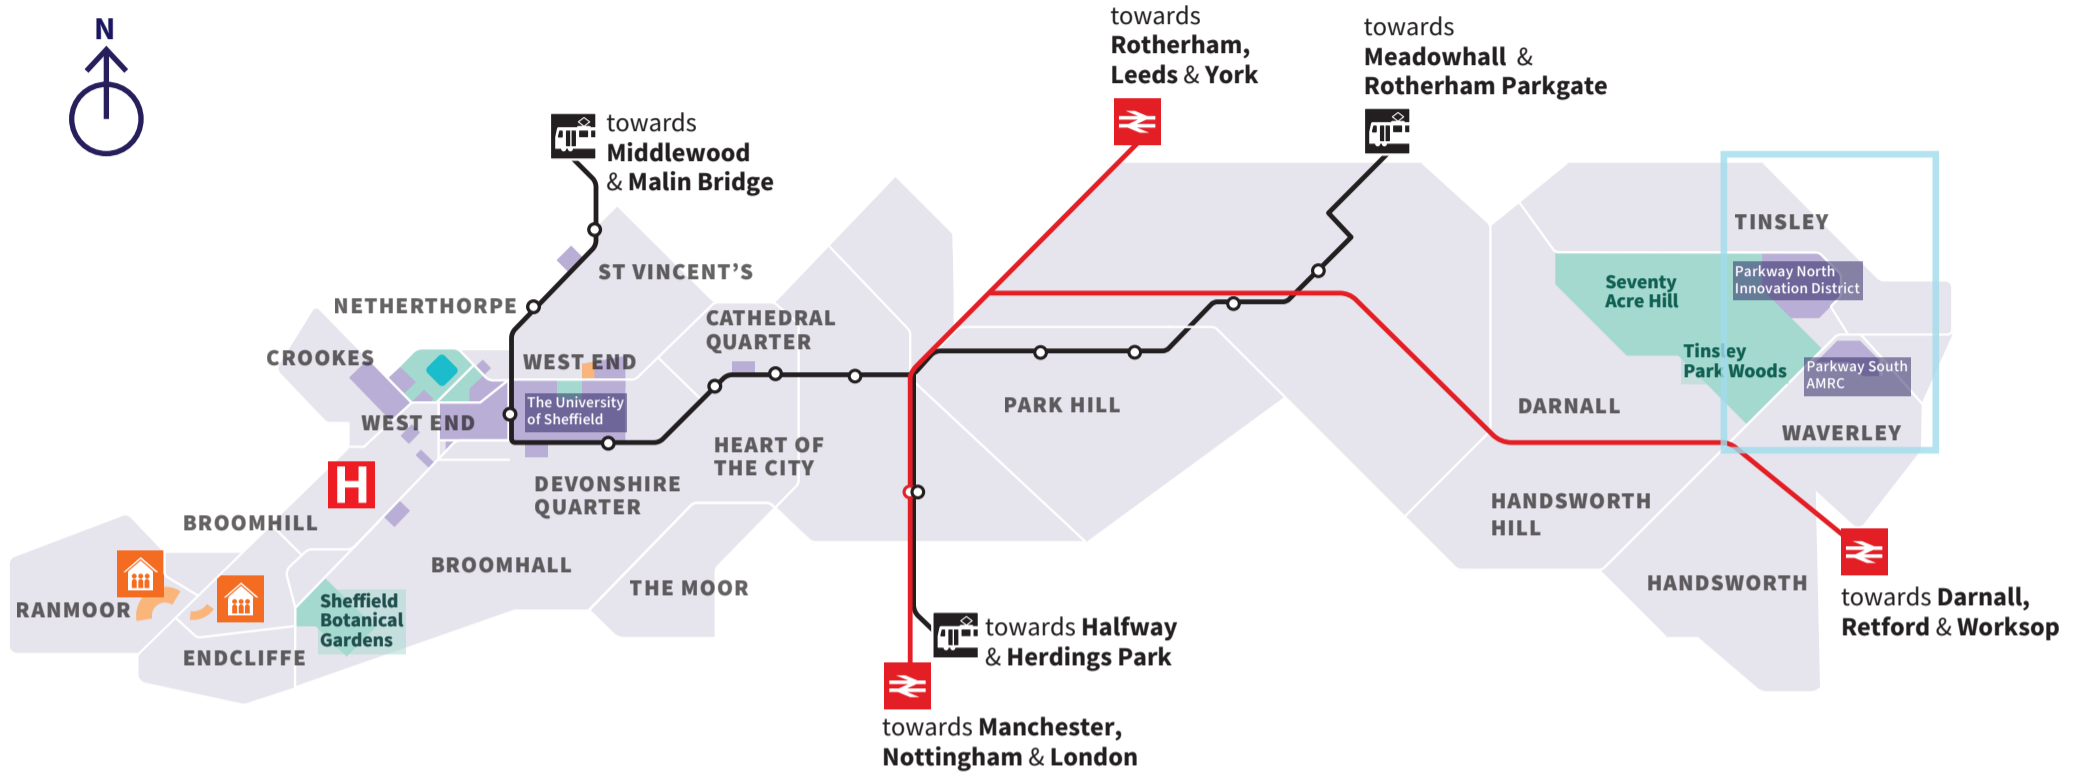 N
towards
Rotherham,
Leeds & York
towards
Meadowhall &
Rotherham Parkgate
towards
Middlewood
& Malin Bridge
TINSLEY
ST VINCENT'S
Parkway North
Innovation District
Seventy
Acre Hill
NETHERTHORPE
CATHEDRAL
QUARTER
CROOKES
WEST END
Tinsley
Park Woods
Parkway South
AMRC
The University
of Sheffield
PARK HILL
DARNALL
WEST END
WAVERLEY
HEART OF
THE CITY
H
DEVONSHIRE
QUARTER
HANDSWORTH
HILL
BROOMHILL
BROOMHALL
THE MOOR
HANDSWORTH
RANMOOR
Sheffield
Botanical
Gardens
towards Darnall,
Retford & Worksop
ENDCLIFFE
towards Halfway
& Herdings Park
towards Manchester,
Nottingham & London